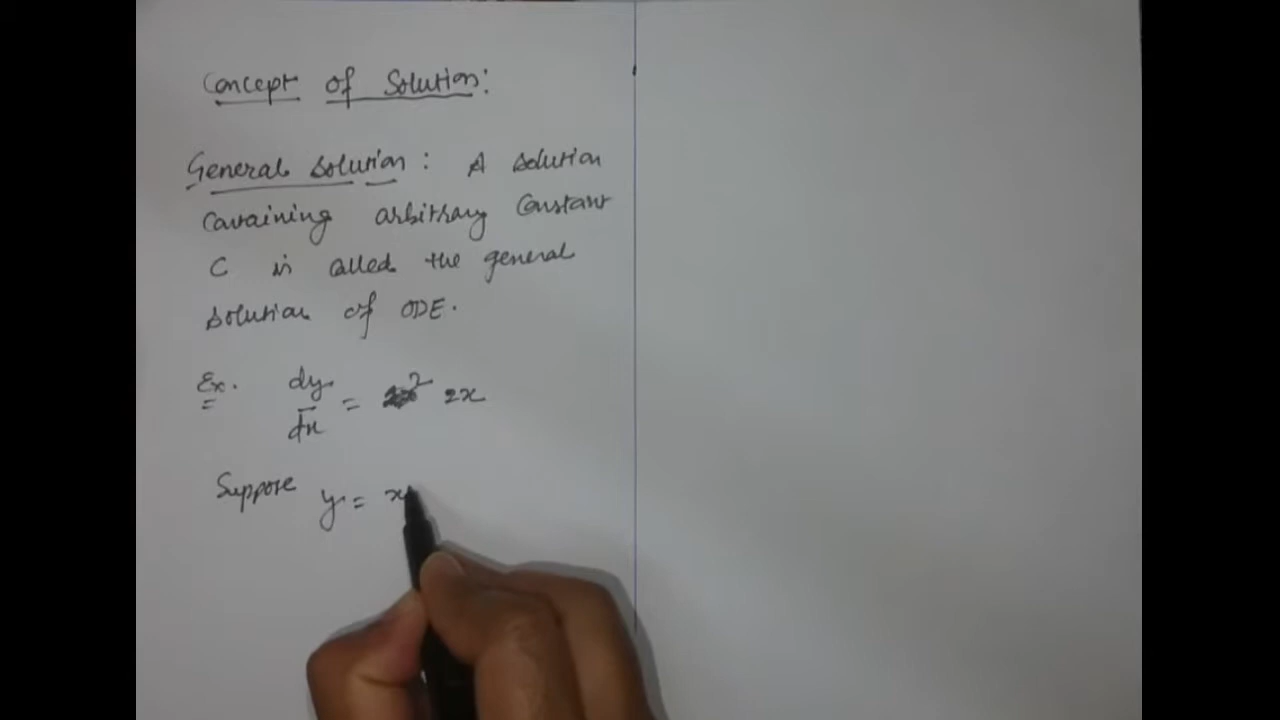 Concept of Solution:
General Solution: A solution
Cavaining arbitrary Constant
C is called the general
solution of ODE.
Ex. dy/dx = 2x
Suppose y = x